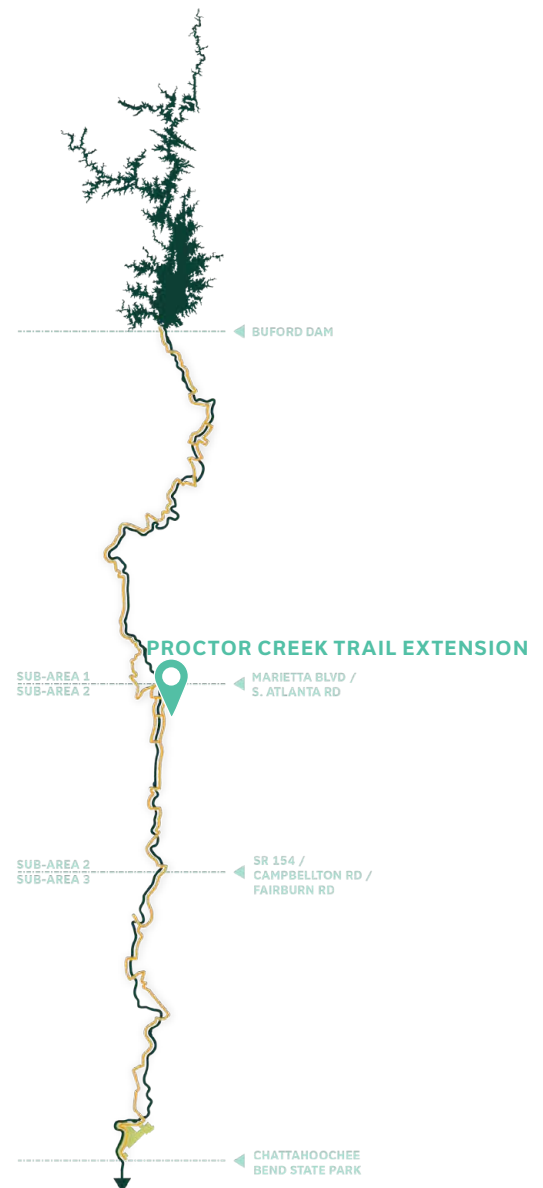 BUFORD DAM
PROCTOR CREEK TRAIL EXTENSION
SUB-AREA 1
SUB-AREA 2
MARIETTA BLVD /
S. ATLANTA RD
SUB-AREA 2
SUB-AREA 3
SR 154 /
CAMPBELLTON RD /
FAIRBURN RD
CHATTAHOOCHEE
BEND STATE PARK